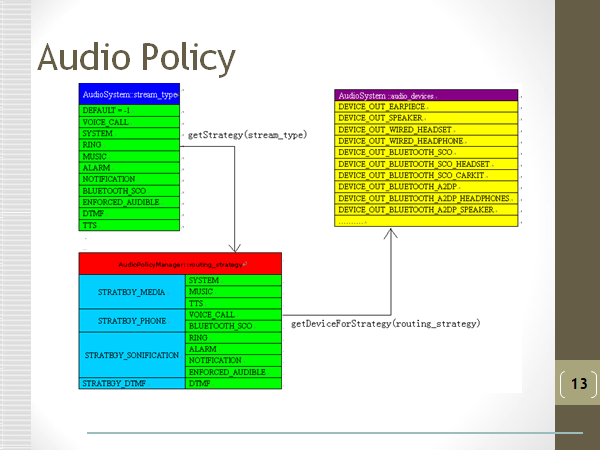 Audio Policy
AudioSystem::stream_type
DEFAULT = -1
VOICE_CALL
SYSTEM
RING
MUSIC
ALARM
NOTIFICATION
BLUETOOTH_SCO
ENFORCED_AUDIBLE
DTMF
TTS
getStrategy(stream_type)
AudioSystem::audio_devices
DEVICE_OUT_EARPIECE
DEVICE_OUT_SPEAKER
DEVICE_OUT_WIRED_HEADSET
DEVICE_OUT_WIRED_HEADPHONE
DEVICE_OUT_BLUETOOTH_SCO
DEVICE_OUT_BLUETOOTH_SCO_HEADSET
DEVICE_OUT_BLUETOOTH_SCO_CARKIT
DEVICE_OUT_BLUETOOTH_A2DP
DEVICE_OUT_BLUETOOTH_A2DP_HEADPHONES
DEVICE_OUT_BLUETOOTH_A2DP_SPEAKER
..........
AudioPolicyManager::routing_strategy
STRATEGY_MEDIA
SYSTEM
MUSIC
TTS
STRATEGY_PHONE
VOICE_CALL
BLUETOOTH_SCO
STRATEGY_SONIFICATION
RING
ALARM
NOTIFICATION
ENFORCED_AUDIBLE
STRATEGY_DTMF
DTMF
getDeviceForStrategy(routing_strategy)
13